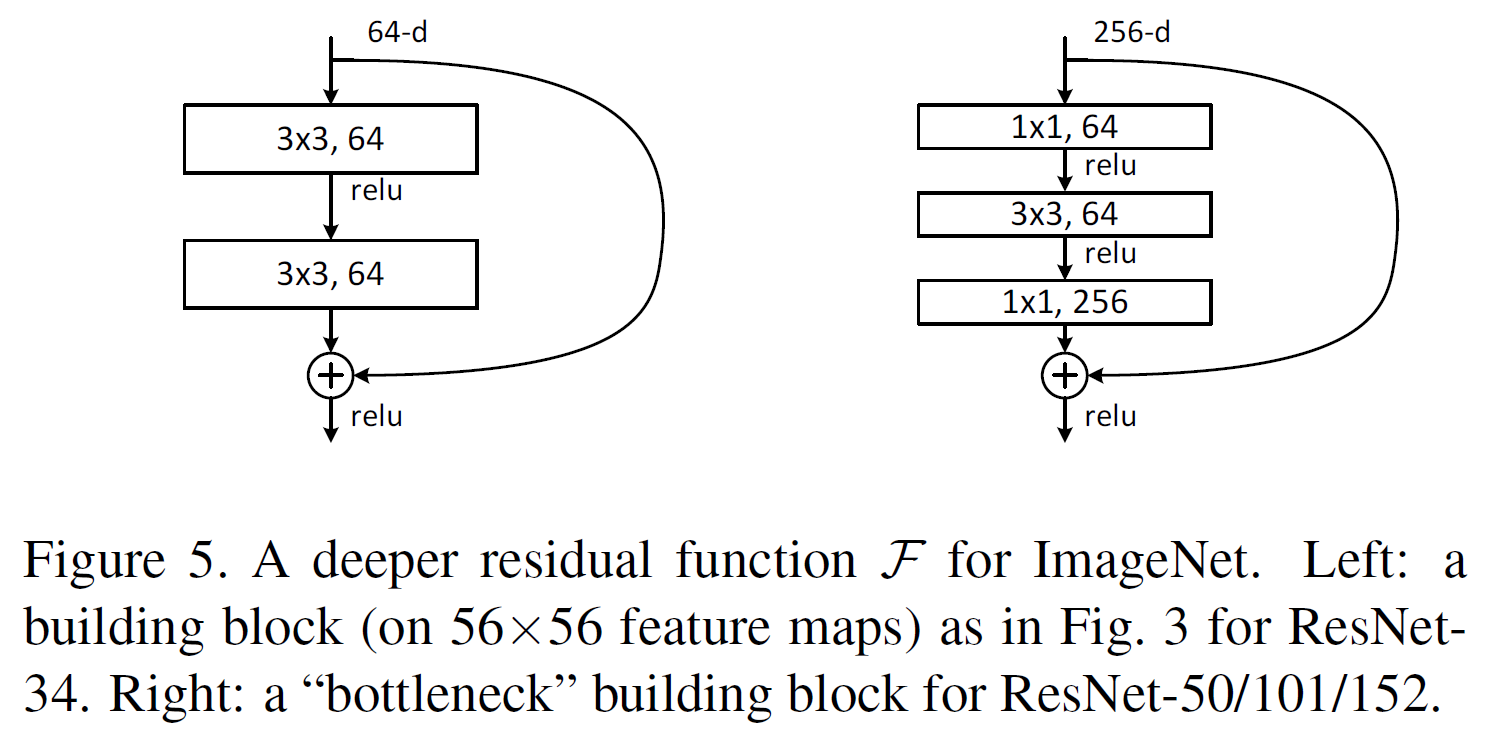 64-d
3x3, 64
relu
3x3, 64
+
relu
256-d
1x1, 64
relu
3x3, 64
relu
1x1, 256
+
relu
Figure 5. A deeper residual function ℱ for ImageNet. Left: a
building block (on 56×56 feature maps) as in Fig. 3 for ResNet-
34. Right: a “bottleneck” building block for ResNet-50/101/152.